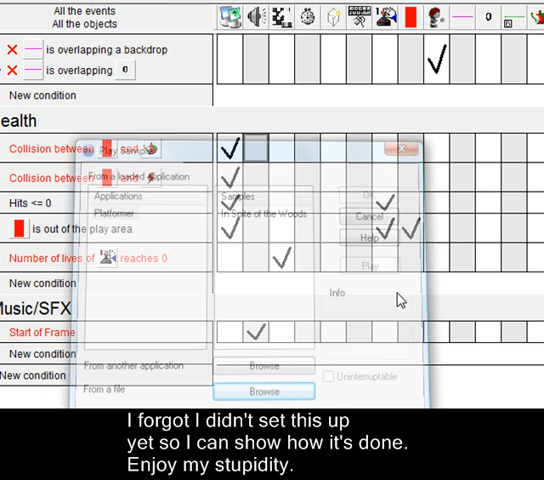 All the events
All the objects
is overlapping a backdrop
is overlapping 0
0
New condition
ealth
Collision between and
Collision between and
Hits <= 0
is out of the play area
Number of lives of reaches 0
New condition
Music/SFX
Start of Frame
New condition
New condition
Play Sample
From a loaded application
Applications Samples
Platformer In Spite of the Woods
OK
Cancel
Help
Play
Info
From another application Browse
From a file Browse
Uninterruptable
I forgot I didn't set this up
yet so I can show how it's done.
Enjoy my stupidity.